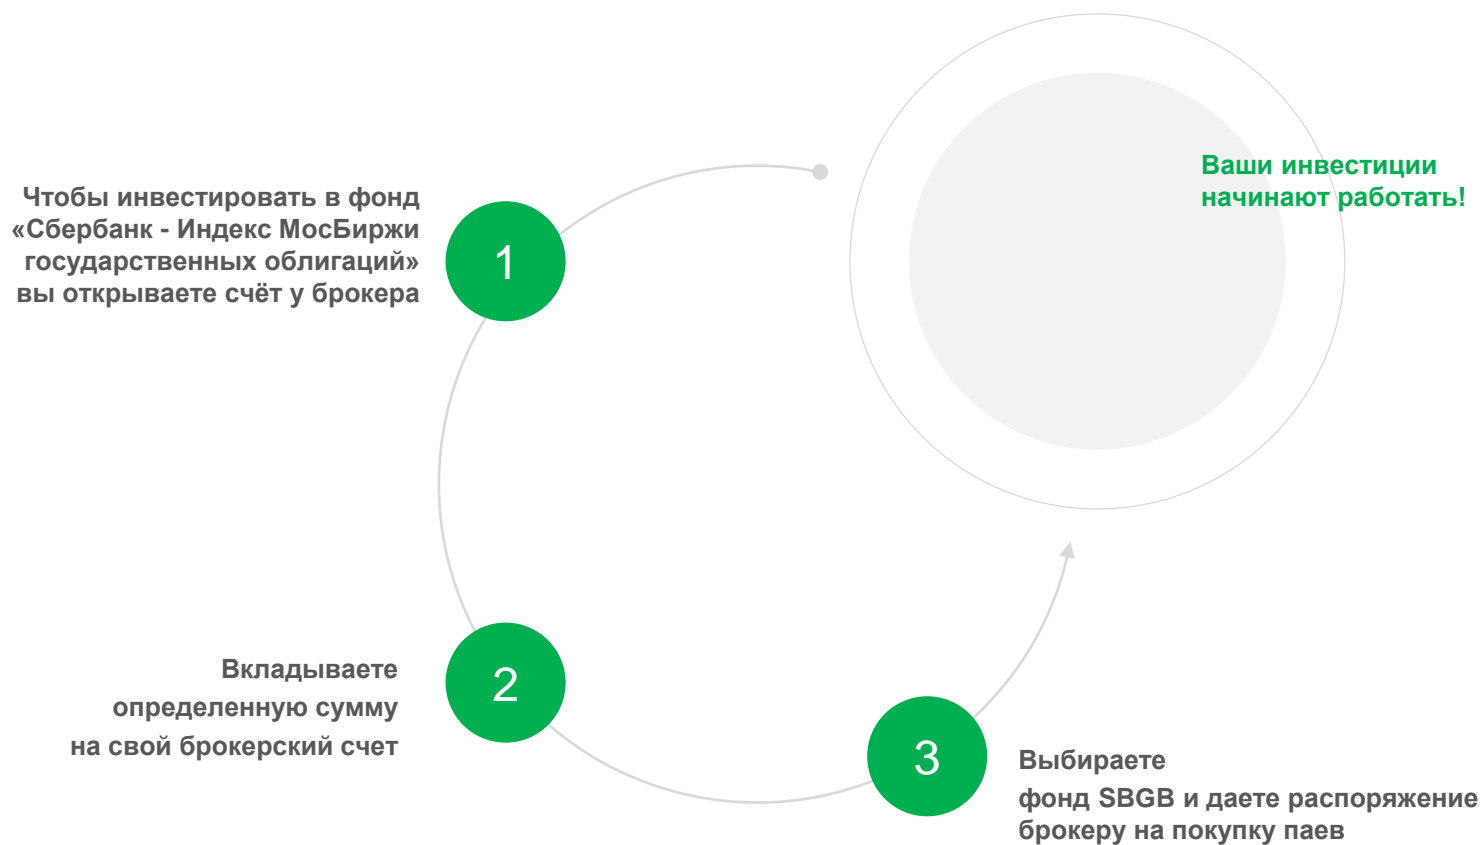 Чтобы инвестировать в фонд
«Сбербанк - Индекс МосБиржи
государственных облигаций»
вы открываете счёт у брокера
1
Ваши инвестиции
начинают работать!
Вкладываете
определенную сумму
на свой брокерский счет
2
3
Выбираете
фонд SBGB и даете распоряжение
брокеру на покупку паев